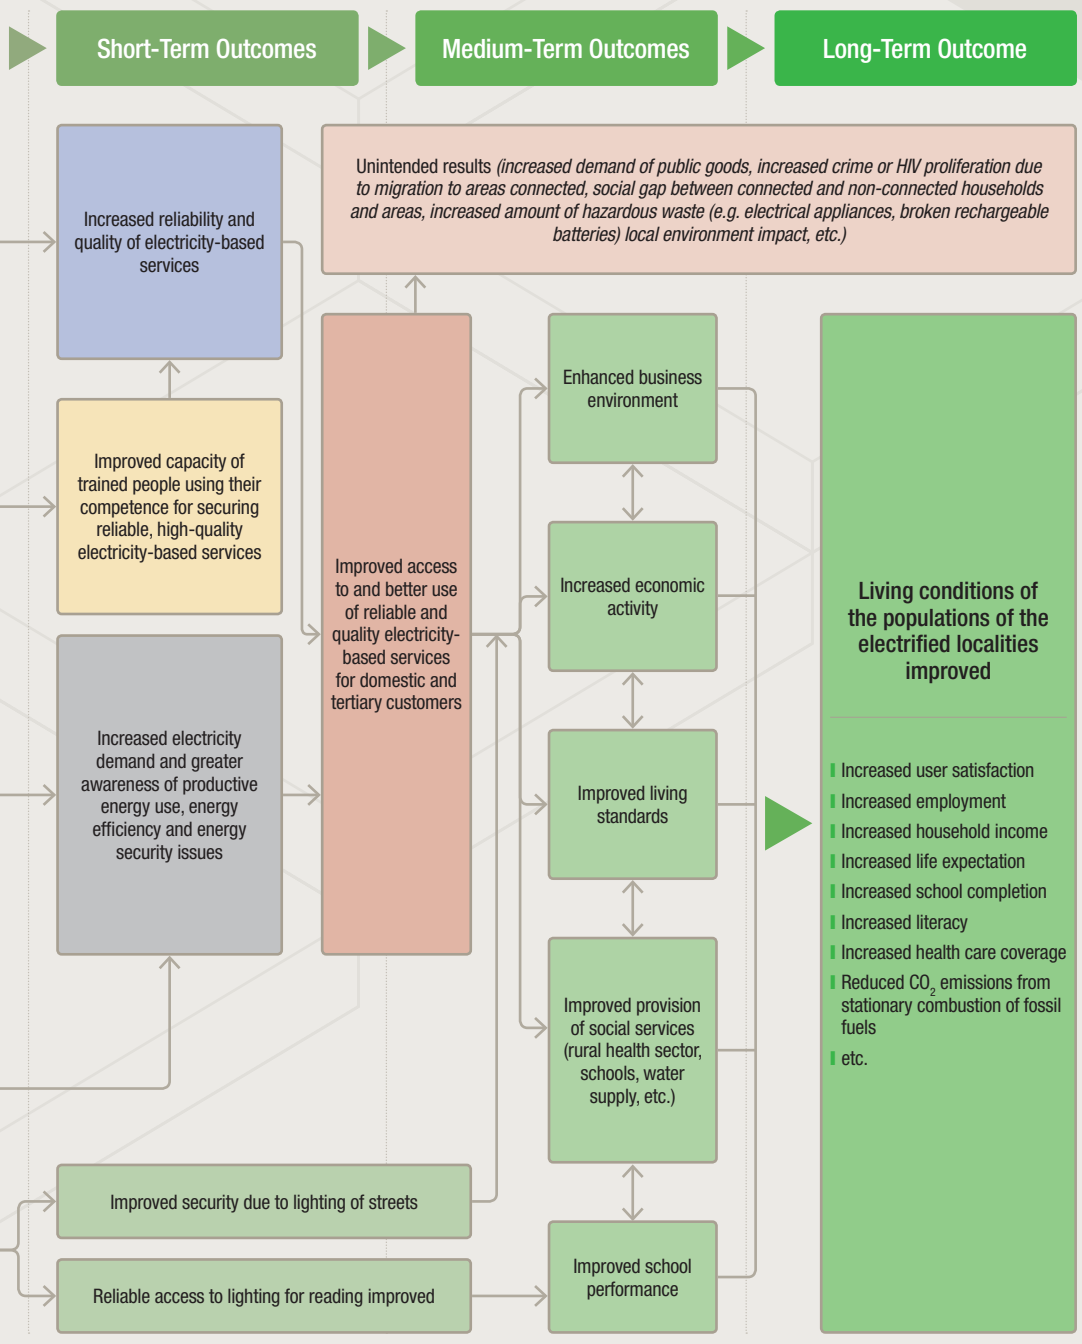 Short-Term Outcomes
Medium-Term Outcomes
Long-Term Outcome
Unintended results (increased demand of public goods, increased crime or HIV proliferation due
to migration to areas connected, social gap between connected and non-connected households
and areas, increased amount of hazardous waste (e.g. electrical appliances, broken rechargeable
batteries) local environment impact, etc.)
Increased reliability and
quality of electricity-based
services
Improved capacity of
trained people using their
competence for securing
reliable, high-quality
electricity-based services
Increased electricity
demand and greater
awareness of productive
energy use, energy
efficiency and energy
security issues
Improved security due to lighting of streets
Reliable access to lighting for reading improved
Improved access
to and better use
of reliable and
quality electricity-
based services
for domestic and
tertiary customers
Enhanced business
environment
Increased economic
activity
Improved living
standards
Improved provision
of social services
(rural health sector,
schools, water
supply, etc.)
Improved school
performance
Living conditions of
the populations of the
electrified localities
improved
Increased user satisfaction
Increased employment
Increased household income
Increased life expectation
Increased school completion
Increased literacy
Increased health care coverage
Reduced CO₂ emissions from
stationary combustion of fossil
fuels
etc.